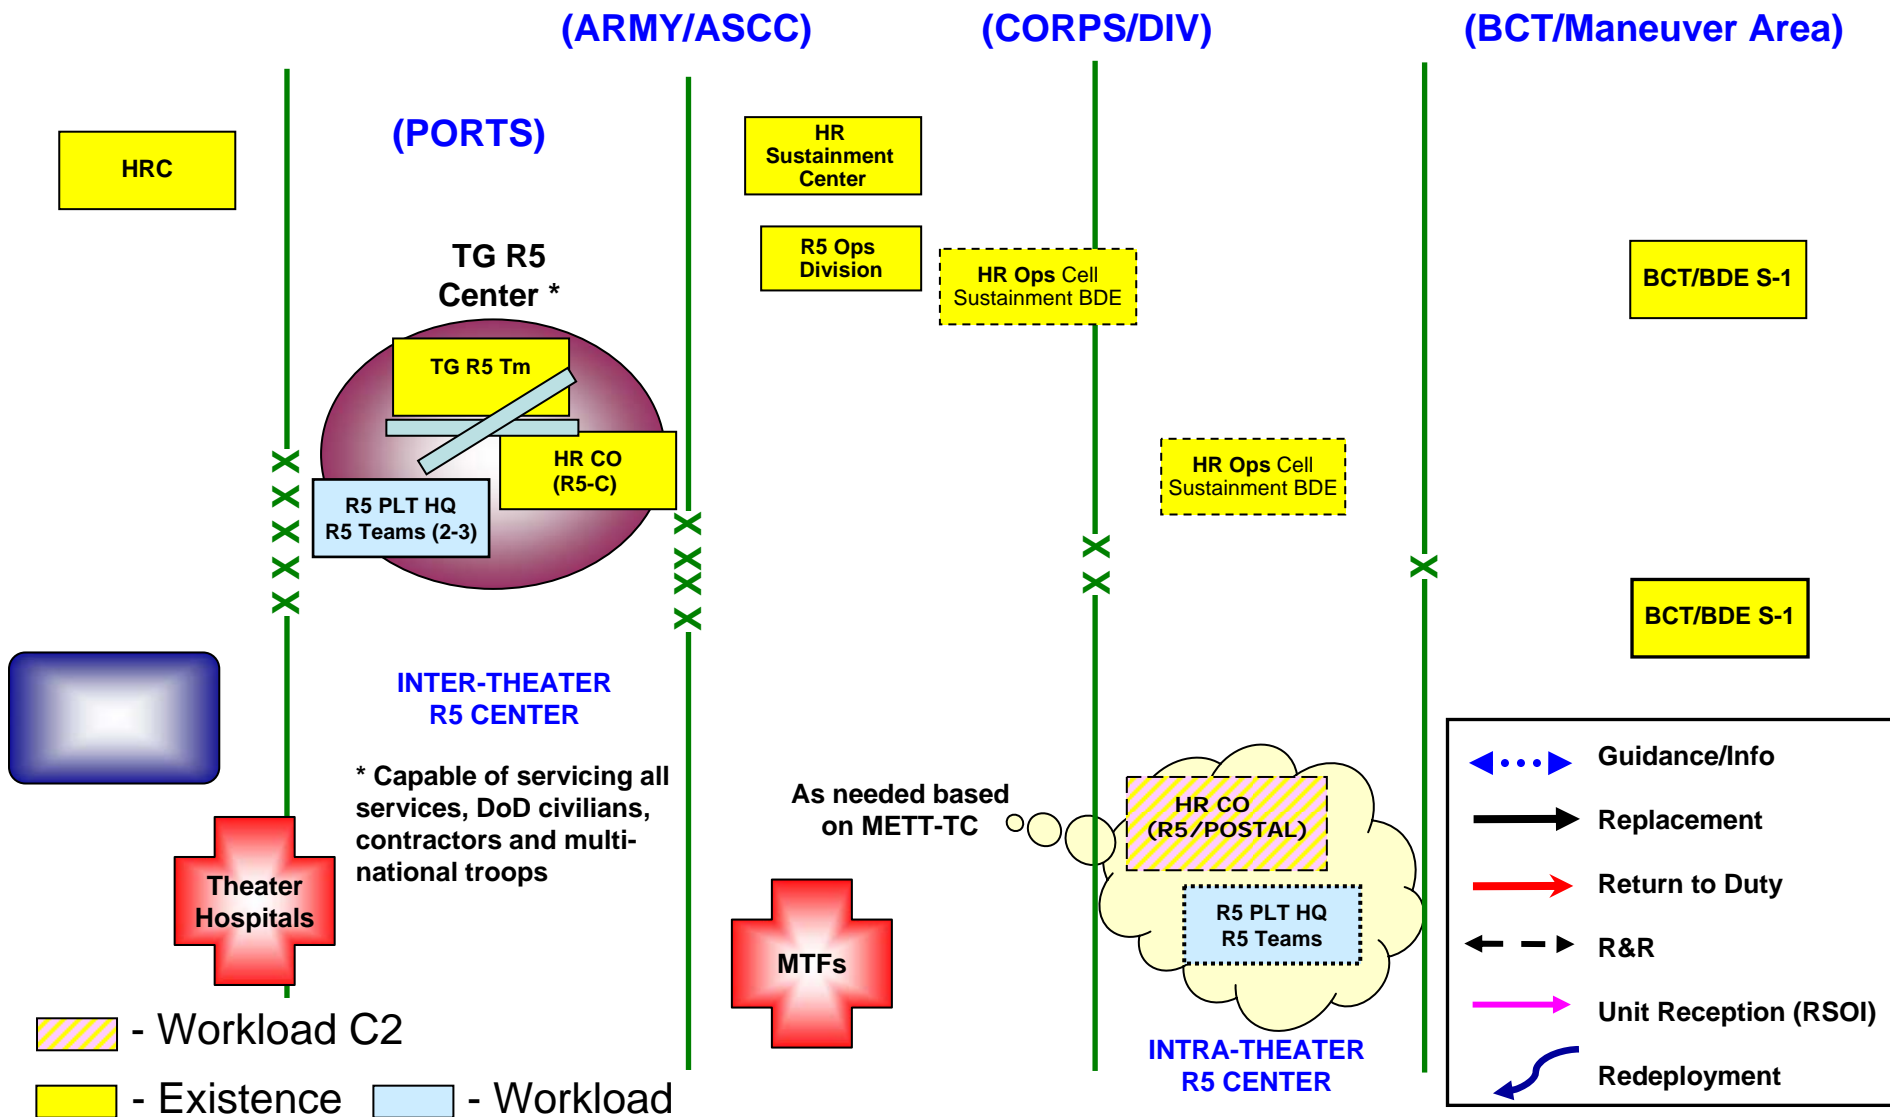 (ARMY/ASCC)
(CORPS/DIV)
(BCT/Maneuver Area)
(PORTS)
HRC
HR
Sustainment
Center
R5 Ops
Division
TG R5
Center *
HR Ops Cell
Sustainment BDE
BCT/BDE S-1
TG R5 Tm
HR CO
(R5-C)
R5 PLT HQ
R5 Teams (2-3)
HR Ops Cell
Sustainment BDE
X
X
X
X
X
X
XX
X
X
X
X
BCT/BDE S-1
INTER-THEATER
R5 CENTER
* Capable of servicing all
services, DoD civilians,
contractors and multi-
national troops
As needed based
on METT-TC
HR CO
(R5/POSTAL)
R5 PLT HQ
R5 Teams
Theater
Hospitals
MTFs
INTRA-THEATER
R5 CENTER
Guidance/Info
Replacement
Return to Duty
R&R
Unit Reception (RSOI)
Redeployment
- Workload C2
- Existence
- Workload